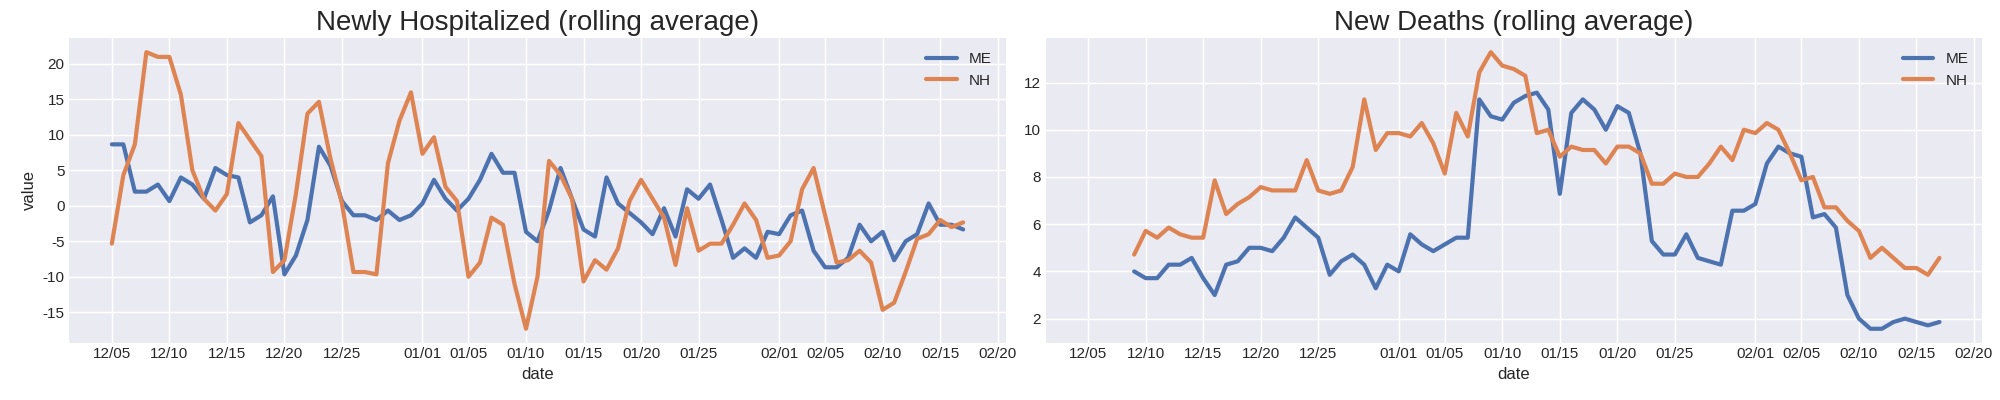 Newly Hospitalized (rolling average)
ME
NH
value
20
15
10
5
0
-5
-10
-15
12/05 12/10 12/15 12/20 12/25 01/01 01/05 01/10 01/15 01/20 01/25 02/01 02/05 02/10 02/15 02/20
date
New Deaths (rolling average)
ME
NH
12
10
8
6
4
2
12/05 12/10 12/15 12/20 12/25 01/01 01/05 01/10 01/15 01/20 01/25 02/01 02/05 02/10 02/15 02/20
date